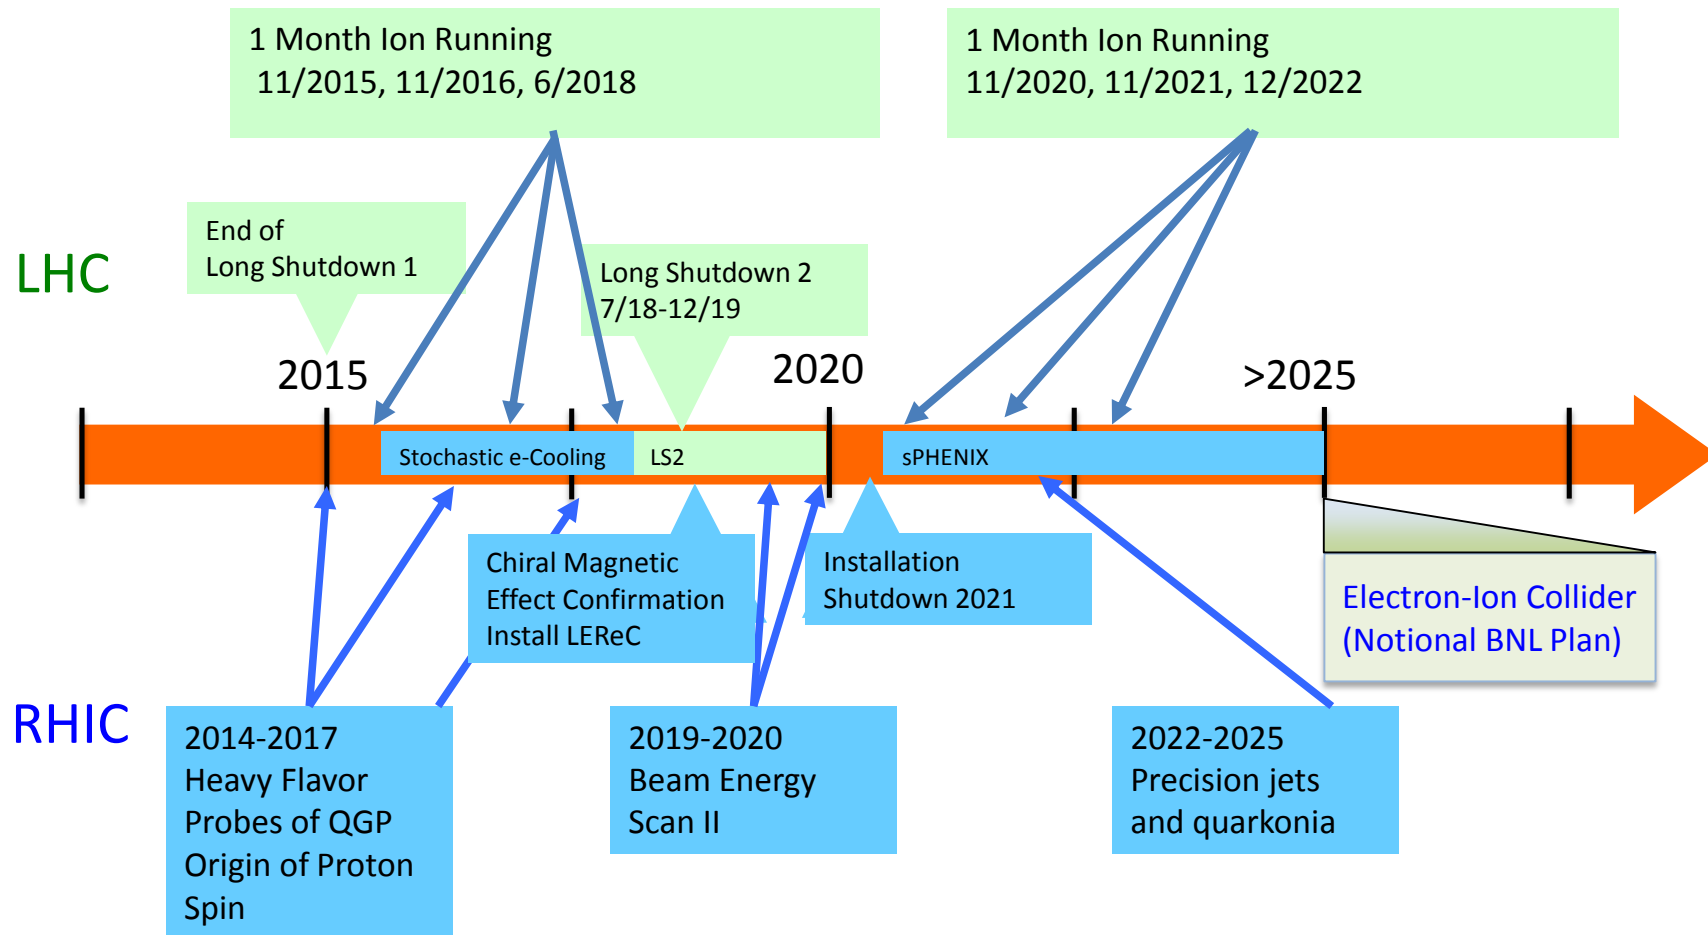 1 Month Ion Running
11/2015, 11/2016, 6/2018
1 Month Ion Running
11/2020, 11/2021, 12/2022
End of
Long Shutdown 1
LHC
Long Shutdown 2
7/18-12/19
2015
2020
>2025
Stochastic e-Cooling
LS2
sPHENIX
Chiral Magnetic
Effect Confirmation
Install LEReC
Installation
Shutdown 2021
Electron-Ion Collider
(Notional BNL Plan)
RHIC
2014-2017
Heavy Flavor
Probes of QGP
Origin of Proton
Spin
2019-2020
Beam Energy
Scan II
2022-2025
Precision jets
and quarkonia